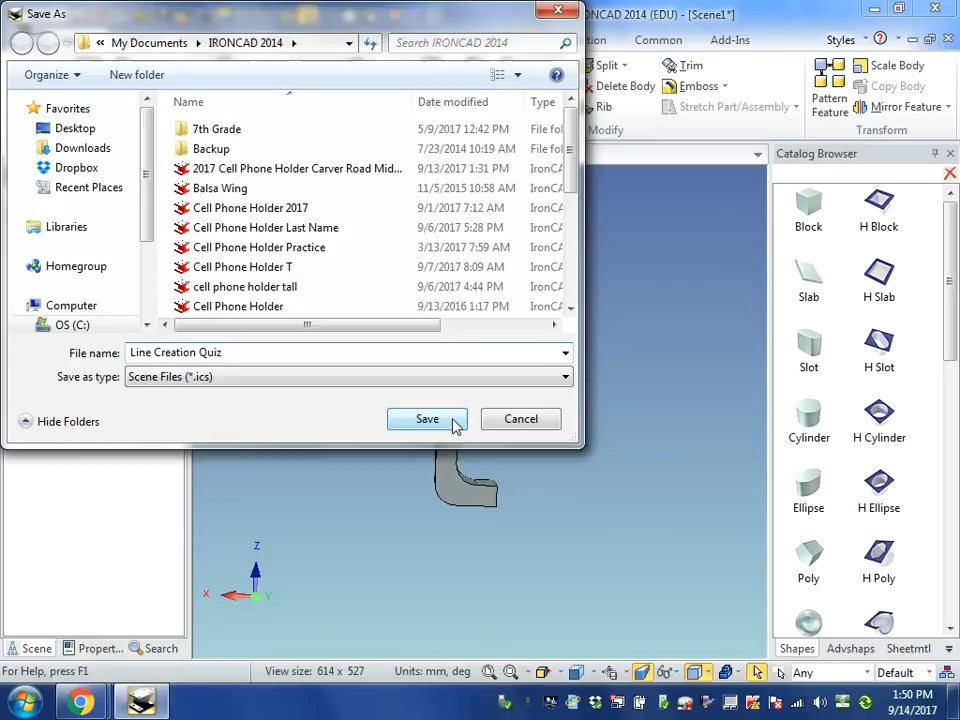 Save As
IRONCAD 2014 (EDU) - [Scene1*]
« My Documents ▸ IRONCAD 2014 ▸
Search IRONCAD 2014
Common
Add-Ins
Styles
Organize
New folder
Split
Trim
Scale Body
Delete Body
Emboss
Copy Body
Rib
Stretch Part/Assembly
Pattern
Feature
Mirror Feature
Modify
Transform
Name
Date modified
Type
Favorites
Desktop
Downloads
Dropbox
Recent Places
Libraries
Homegroup
Computer
OS (C:)
7th Grade 5/9/2017 12:42 PM File fol
Backup 7/23/2014 10:19 AM File fol
2017 Cell Phone Holder Carver Road Mid... 9/13/2017 1:31 PM IronCA
Balsa Wing 11/5/2015 10:58 AM IronCA
Cell Phone Holder 2017 9/1/2017 7:12 AM IronCA
Cell Phone Holder Last Name 9/6/2017 5:28 PM IronCA
Cell Phone Holder Practice 3/13/2017 7:59 AM IronCA
Cell Phone Holder T 9/7/2017 8:09 AM IronCA
cell phone holder tall 9/6/2017 4:44 PM IronCA
Cell Phone Holder 9/13/2016 1:17 PM IronCA
File name: Line Creation Quiz
Save as type: Scene Files (*.ics)
Hide Folders
Save
Cancel
Catalog Browser
Block
H Block
Slab
H Slab
Slot
H Slot
Cylinder
H Cylinder
Ellipse
H Ellipse
Poly
H Poly
Z
X
Y
Scene
Propert...
Search
Shapes
Advshaps
Sheetmtl
For Help, press F1
View size: 614 x 527
Units: mm, deg
Any
Default
1:50 PM
9/14/2017